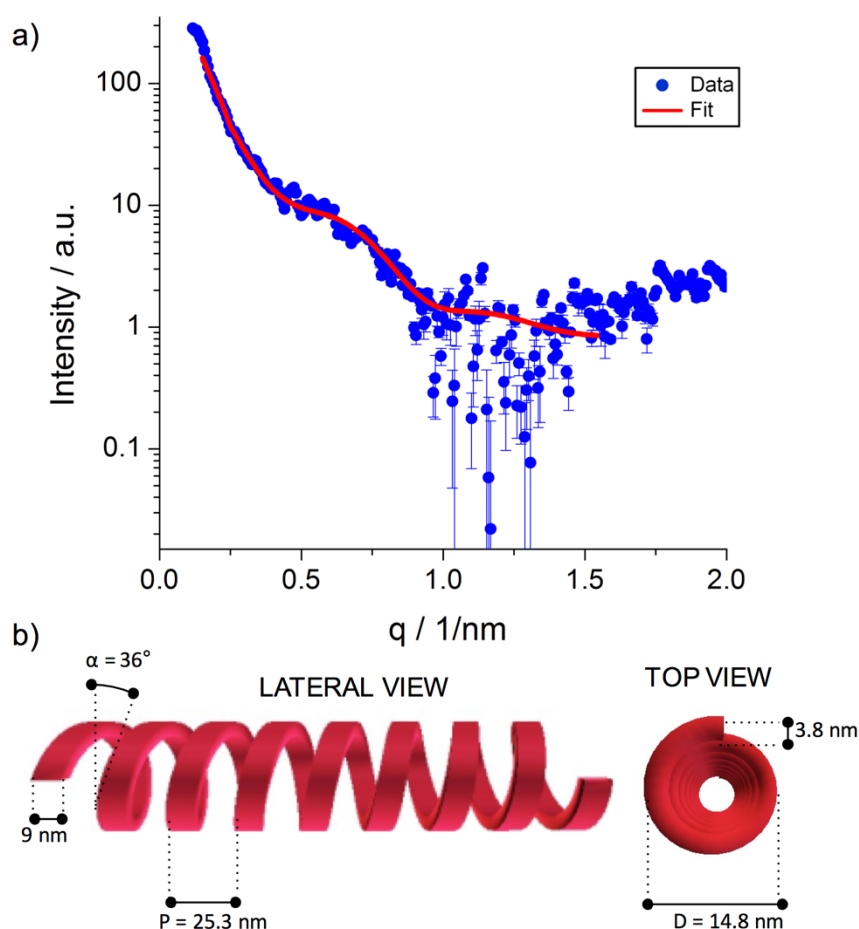 a)
100
10
1
0.1
Intensity / a.u.
Data
Fit
0.0 0.5 1.0 1.5 2.0
q / 1/nm
b)
α = 36°
LATERAL VIEW
TOP VIEW
3.8 nm
9 nm
P = 25.3 nm
D = 14.8 nm